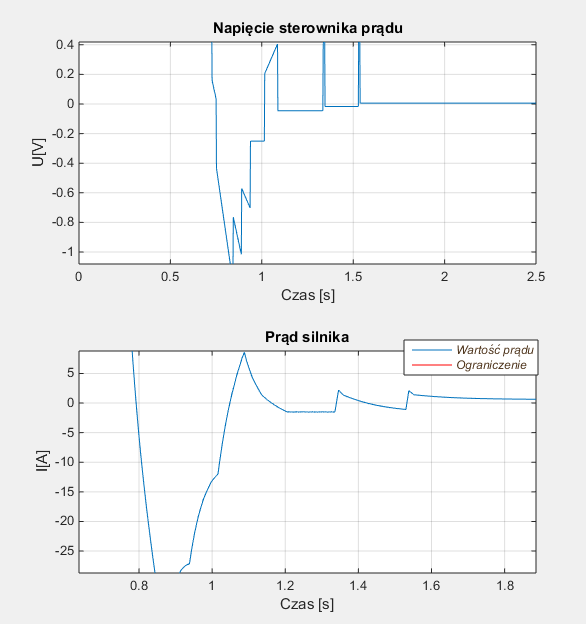 Napięcie sterownika prądu
0.4
0.2
0
-0.2
-0.4
-0.6
-0.8
-1
U[V]
0 0.5 1 1.5 2 2.5
Czas [s]
Prąd silnika
Wartość prądu
Ograniczenie
5
0
-5
-10
-15
-20
-25
I[A]
0.8 1 1.2 1.4 1.6 1.8
Czas [s]